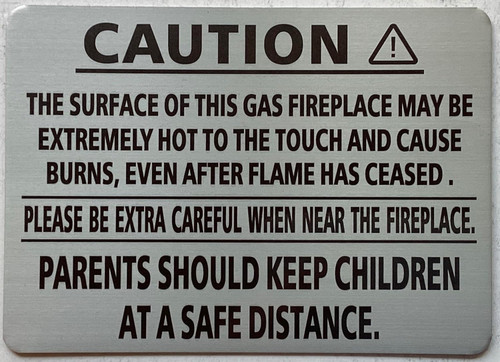 CAUTION
THE SURFACE OF THIS GAS FIREPLACE MAY BE
EXTREMELY HOT TO THE TOUCH AND CAUSE
BURNS, EVEN AFTER FLAME HAS CEASED .
PLEASE BE EXTRA CAREFUL WHEN NEAR THE FIREPLACE.
PARENTS SHOULD KEEP CHILDREN
AT A SAFE DISTANCE.